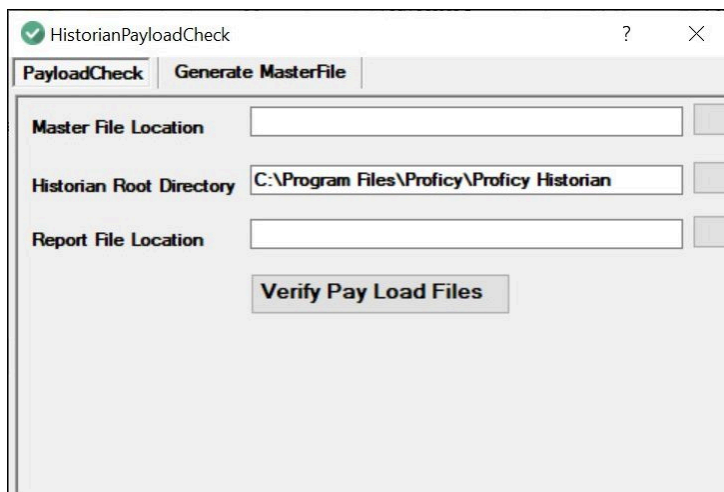 HistorianPayloadCheck ?
PayloadCheck Generate MasterFile
Master File Location
Historian Root Directory C:\Program Files\Proficy\Proficy Historian
Report File Location
Verify Pay Load Files